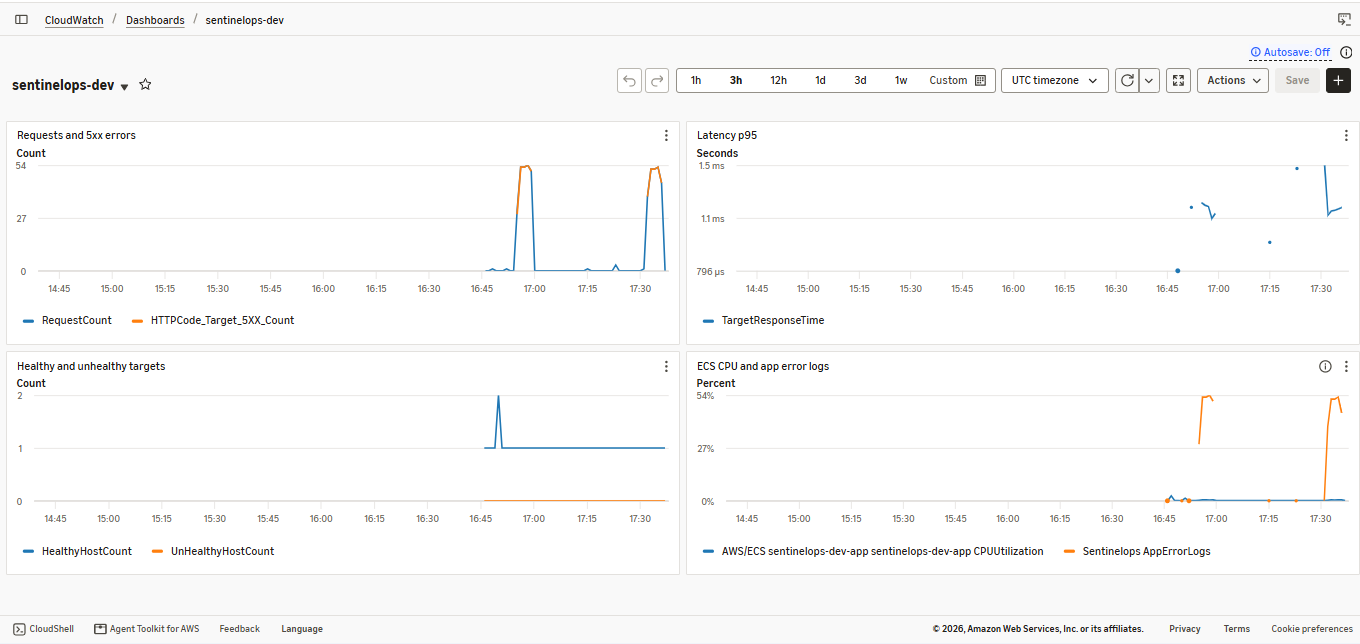 CloudWatch / Dashboards / sentinelops-dev
Autosave: Off
sentinelops-dev
1h 3h 12h 1d 3d 1w Custom UTC timezone Actions Save
Requests and 5xx errors
Count
54
27
0
14:45 15:00 15:15 15:30 15:45 16:00 16:15 16:30 16:45 17:00 17:15 17:30
RequestCount HTTPCode_Target_5XX_Count
Latency p95
Seconds
1.5 ms
1.1 ms
796 µs
14:45 15:00 15:15 15:30 15:45 16:00 16:15 16:30 16:45 17:00 17:15 17:30
TargetResponseTime
Healthy and unhealthy targets
Count
2
1
0
14:45 15:00 15:15 15:30 15:45 16:00 16:15 16:30 16:45 17:00 17:15 17:30
HealthyHostCount UnHealthyHostCount
ECS CPU and app error logs
Percent
54%
27%
0%
14:45 15:00 15:15 15:30 15:45 16:00 16:15 16:30 16:45 17:00 17:15 17:30
AWS/ECS sentinelops-dev-app sentinelops-dev-app CPUUtilization Sentinelops AppErrorLogs
CloudShell Agent Toolkit for AWS Feedback Language © 2026, Amazon Web Services, Inc. or its affiliates. Privacy Terms Cookie preferences